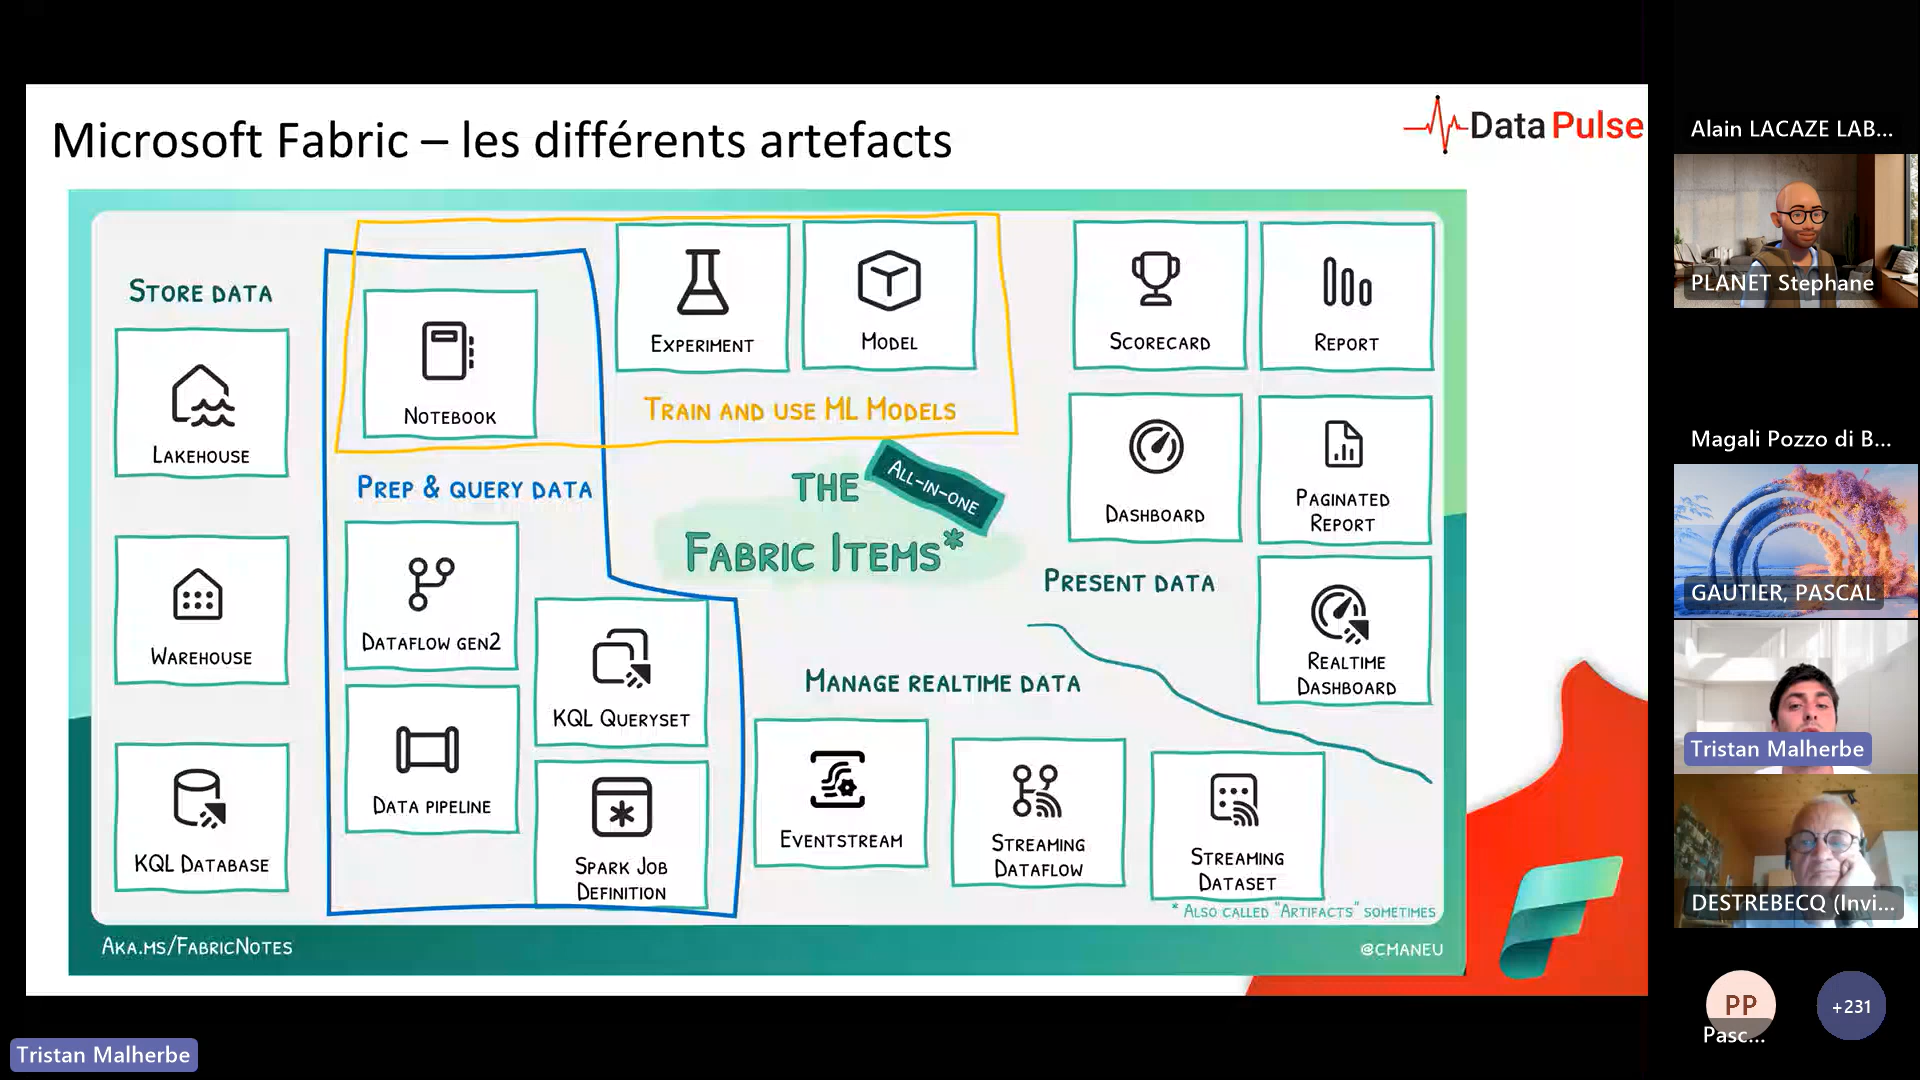 Microsoft Fabric – les différents artefacts
Data Pulse
STORE DATA
LAKEHOUSE
WAREHOUSE
KQL DATABASE
NOTEBOOK
EXPERIMENT
MODEL
TRAIN AND USE ML MODELS
PREP & QUERY DATA
DATAFLOW GEN2
DATA PIPELINE
KQL QUERYSET
SPARK JOB
DEFINITION
THE
ALL-IN-ONE
FABRIC ITEMS*
SCORECARD
REPORT
DASHBOARD
PAGINATED
REPORT
PRESENT DATA
REALTIME
DASHBOARD
MANAGE REALTIME DATA
EVENTSTREAM
STREAMING
DATAFLOW
STREAMING
DATASET
* ALSO CALLED "ARTIFACTS" SOMETIMES
AKA.MS/FABRICNOTES
@CMANEU
Alain LACAZE LAB...
PLANET Stephane
Magali Pozzo di B...
GAUTIER, PASCAL
Tristan Malherbe
DESTREBECQ (Invi...
PP
Pasc...
+231
Tristan Malherbe